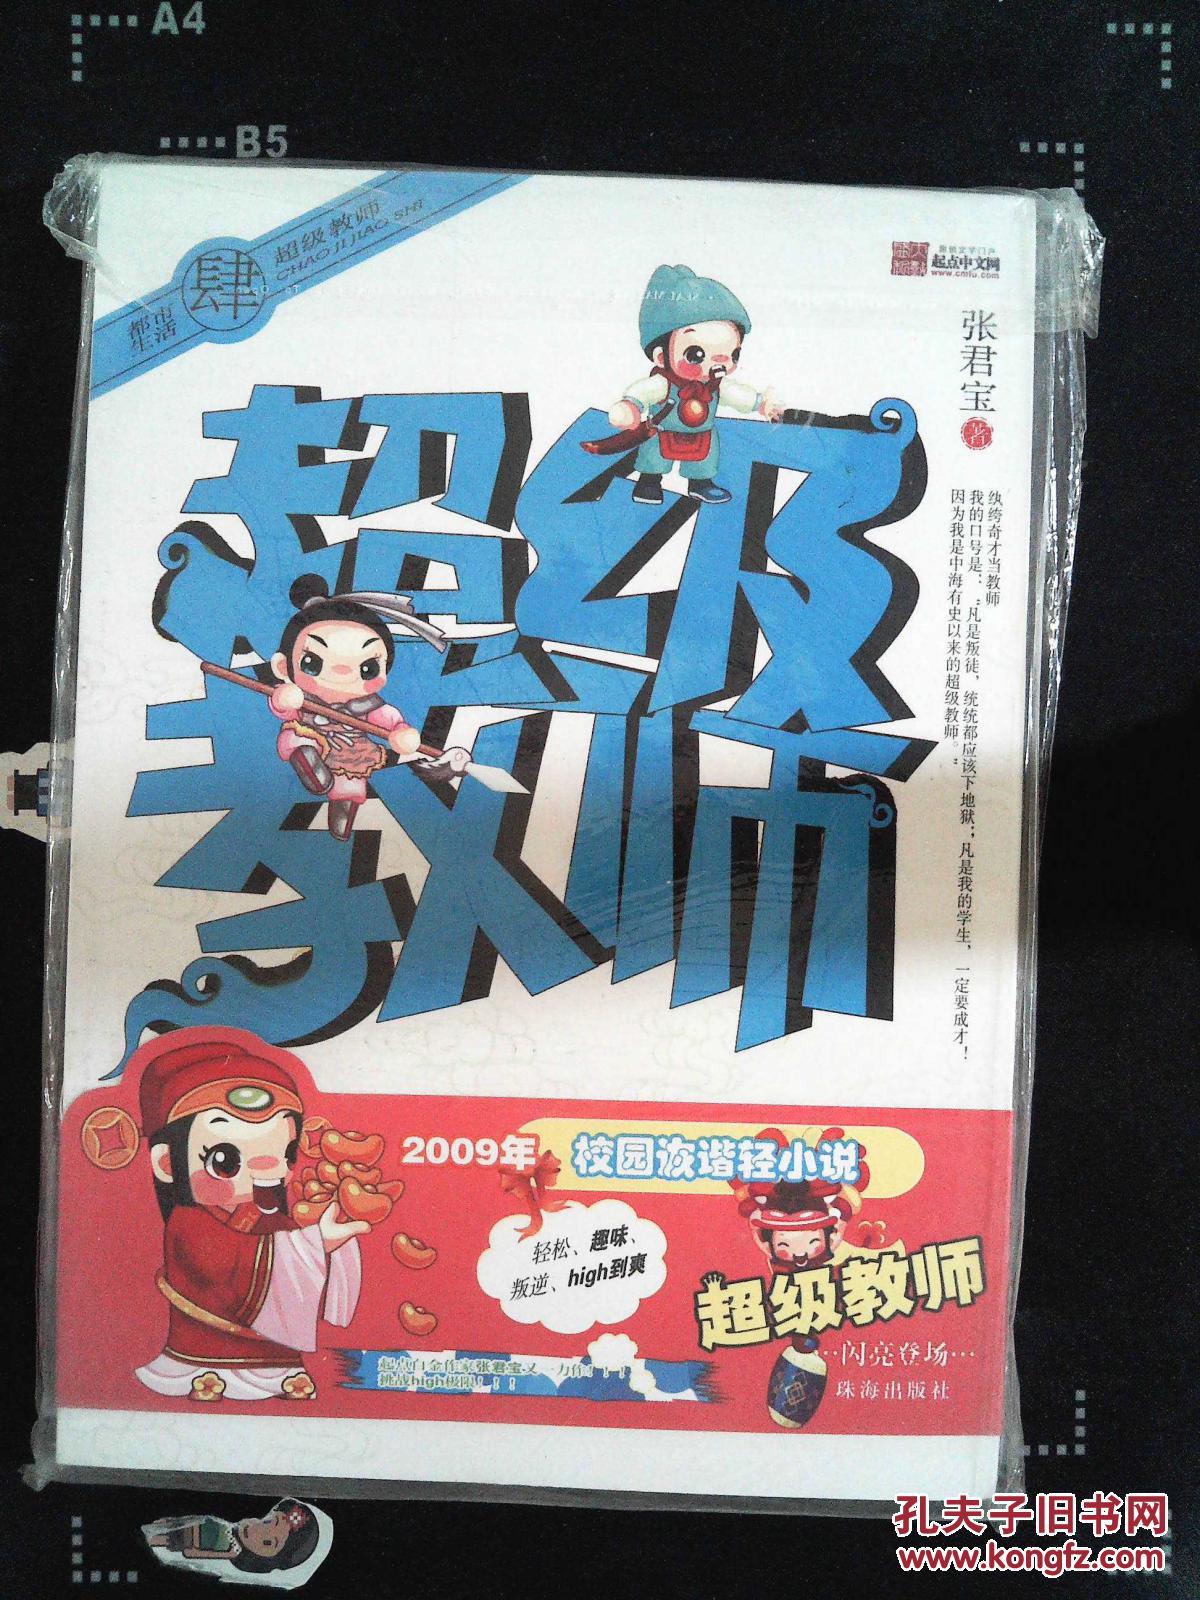 A4
B5
超级教师
CHAO JI JIAO SHI
肆
都市
生活
起点中文网
www.cmfu.com
张君宝
著
纨绔奇才当教师
我的口号是："凡是叛徒，统统都应该下地狱；凡是我的学生，一定要成才！
因为我是中海有史以来的超级教师。"
超级
教师
2009年
校园诙谐轻小说
轻松、趣味、
叛逆、high到爽
超级教师
…闪亮登场…
珠海出版社
起点白金作家张君宝又一力作！！！
挑战high极限！！！
孔夫子旧书网
www.kongfz.com